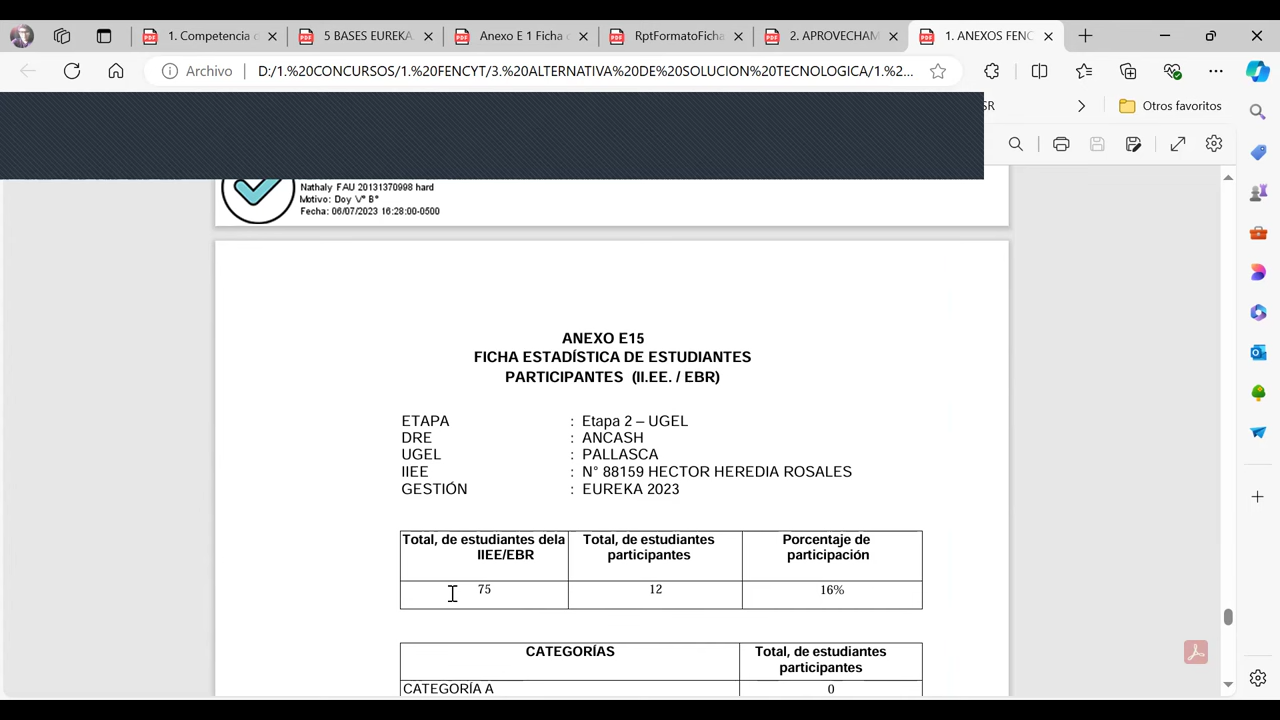 1. Competencia
5 BASES EUREKA.
Anexo E 1 Ficha
RptFormatoFicha
2. APROVECHAM
1. ANEXOS FENC
Archivo
D:/1.%20CONCURSOS/1.%20FENCYT/3.%20ALTERNATIVA%20DE%20SOLUCION%20TECNOLOGICA/1.%2...
SR
Otros favoritos
Nathaly FAU 20131370998 hard
Motivo: Doy V° B°
Fecha: 06/07/2023 16:28:00-0500
ANEXO E15
FICHA ESTADÍSTICA DE ESTUDIANTES
PARTICIPANTES (II.EE. / EBR)
ETAPA : Etapa 2 – UGEL
DRE : ANCASH
UGEL : PALLASCA
IIEE : N° 88159 HECTOR HEREDIA ROSALES
GESTIÓN : EUREKA 2023
Total, de estudiantes dela Total, de estudiantes Porcentaje de
IIEE/EBR participantes participación
75 12 16%
CATEGORÍAS Total, de estudiantes
participantes
CATEGORÍA A 0